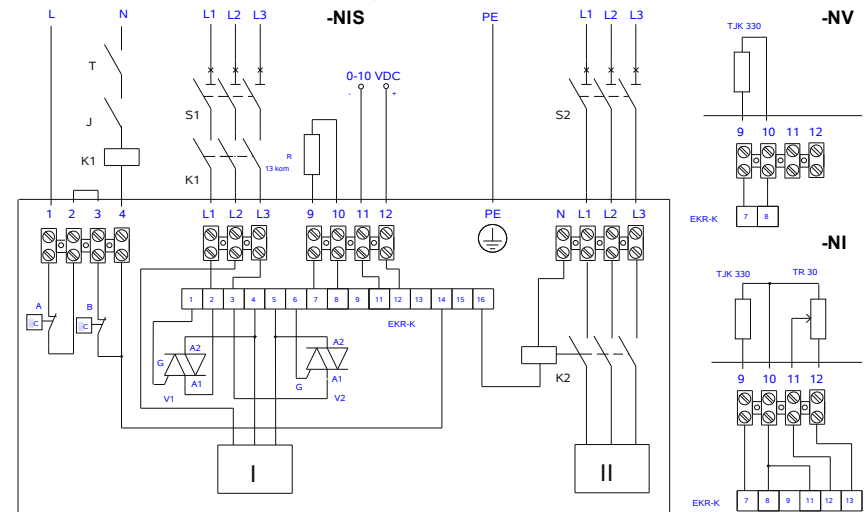 L N L1 L2 L3 -NIS PE L1 L2 L3 -NV
TJK 330
0-10 VDC
- +
T
S1 S2
J
K1
R
13 kom
K1
9 10 11 12
1 2 3 4 L1 L2 L3 9 10 11 12 PE N L1 L2 L3
EKR-K 7 8
-NI
TJK 330 TR 30
1 2 3 4 5 6 7 8 9 11 12 13 14 15 16
EKR-K
A B
C C
A2 A2
G G
A1 A1
V1 V2
K2
9 10 11 12
I II
EKR-K 7 8 9 11 12 13